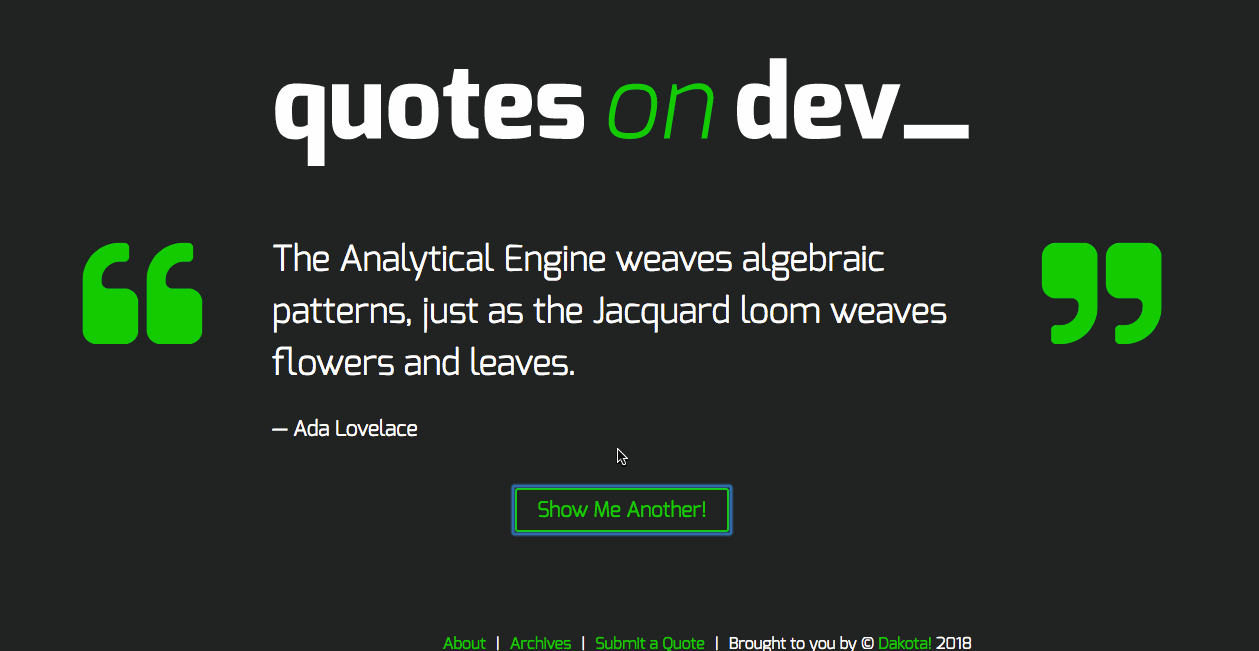 quotes on dev_
The Analytical Engine weaves algebraic
patterns, just as the Jacquard loom weaves
flowers and leaves.
— Ada Lovelace
Show Me Another!
About | Archives | Submit a Quote | Brought to you by © Dakota! 2018